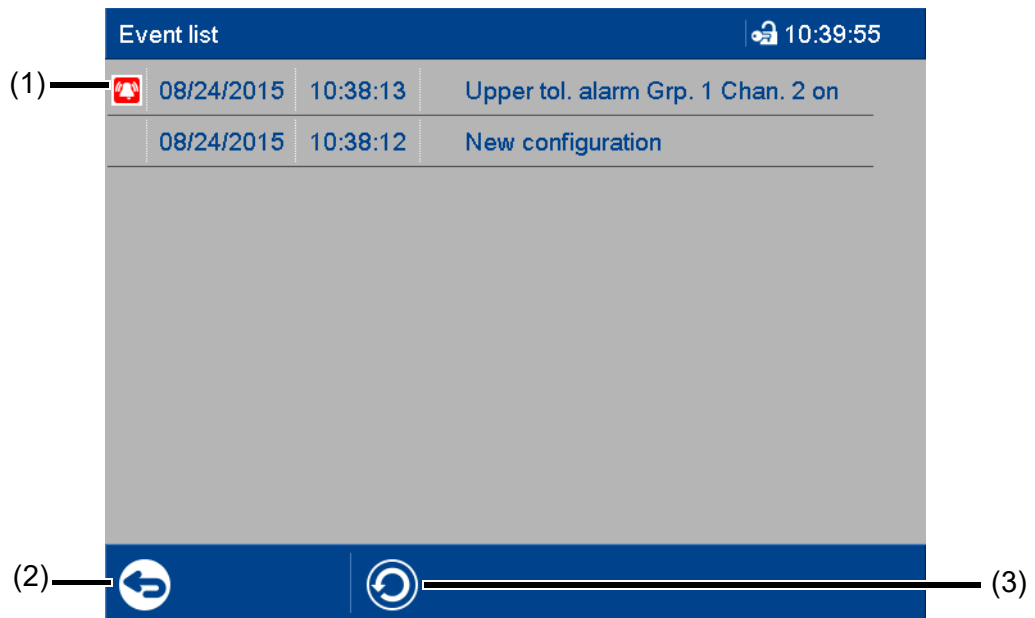 Event list 10:39:55
(1) 08/24/2015 10:38:13 Upper tol. alarm Grp. 1 Chan. 2 on
08/24/2015 10:38:12 New configuration
(2) (3)